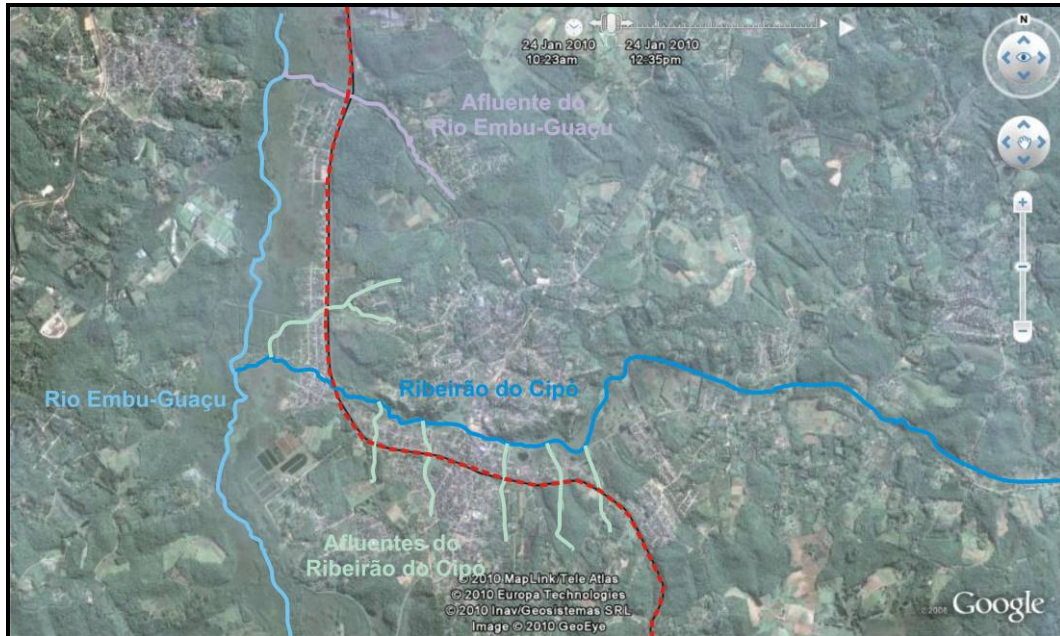 24 Jan 2010
10:23am
24 Jan 2010
12:35pm
N
Afluente do
Rio Embu-Guaçu
Rio Embu-Guaçu
Ribeirão do Cipó
Afluentes do
Ribeirão do Cipó
© 2010 MapLink/Tele Atlas
© 2010 Europa Technologies
© 2010 Inav/Geosistemas SRL
Image © 2010 GeoEye
©2008 Google